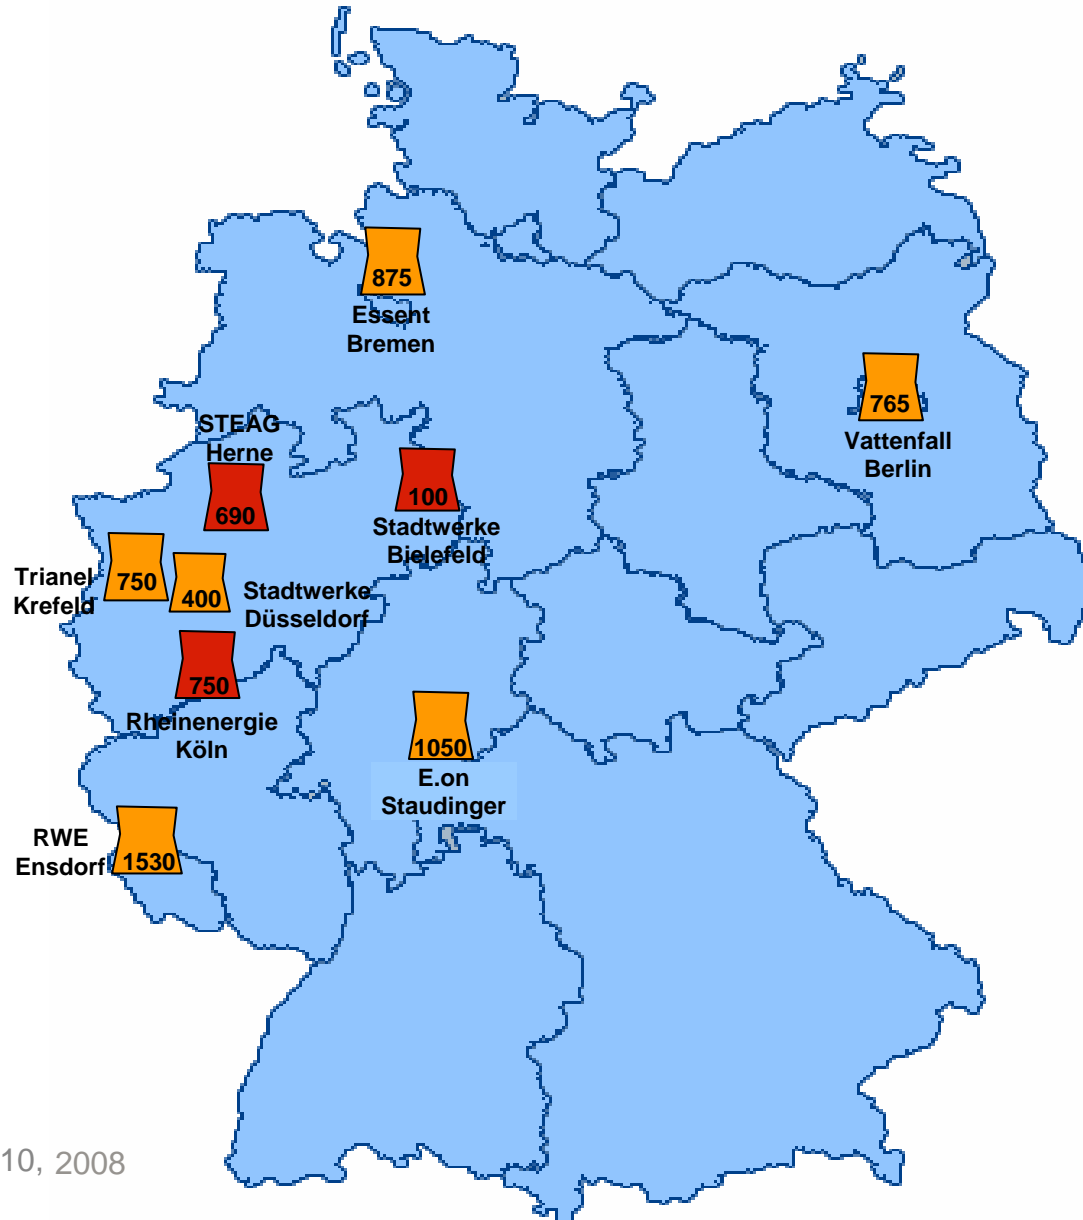 875
Essent
Bremen
765
Vattenfall
Berlin
STEAG
Herne
690
100
Stadtwerke
Bielefeld
Trianel
Krefeld
750
400
Stadtwerke
Düsseldorf
750
Rheinenergie
Köln
1050
E.on
Staudinger
RWE
Ensdorf
1530
10, 2008